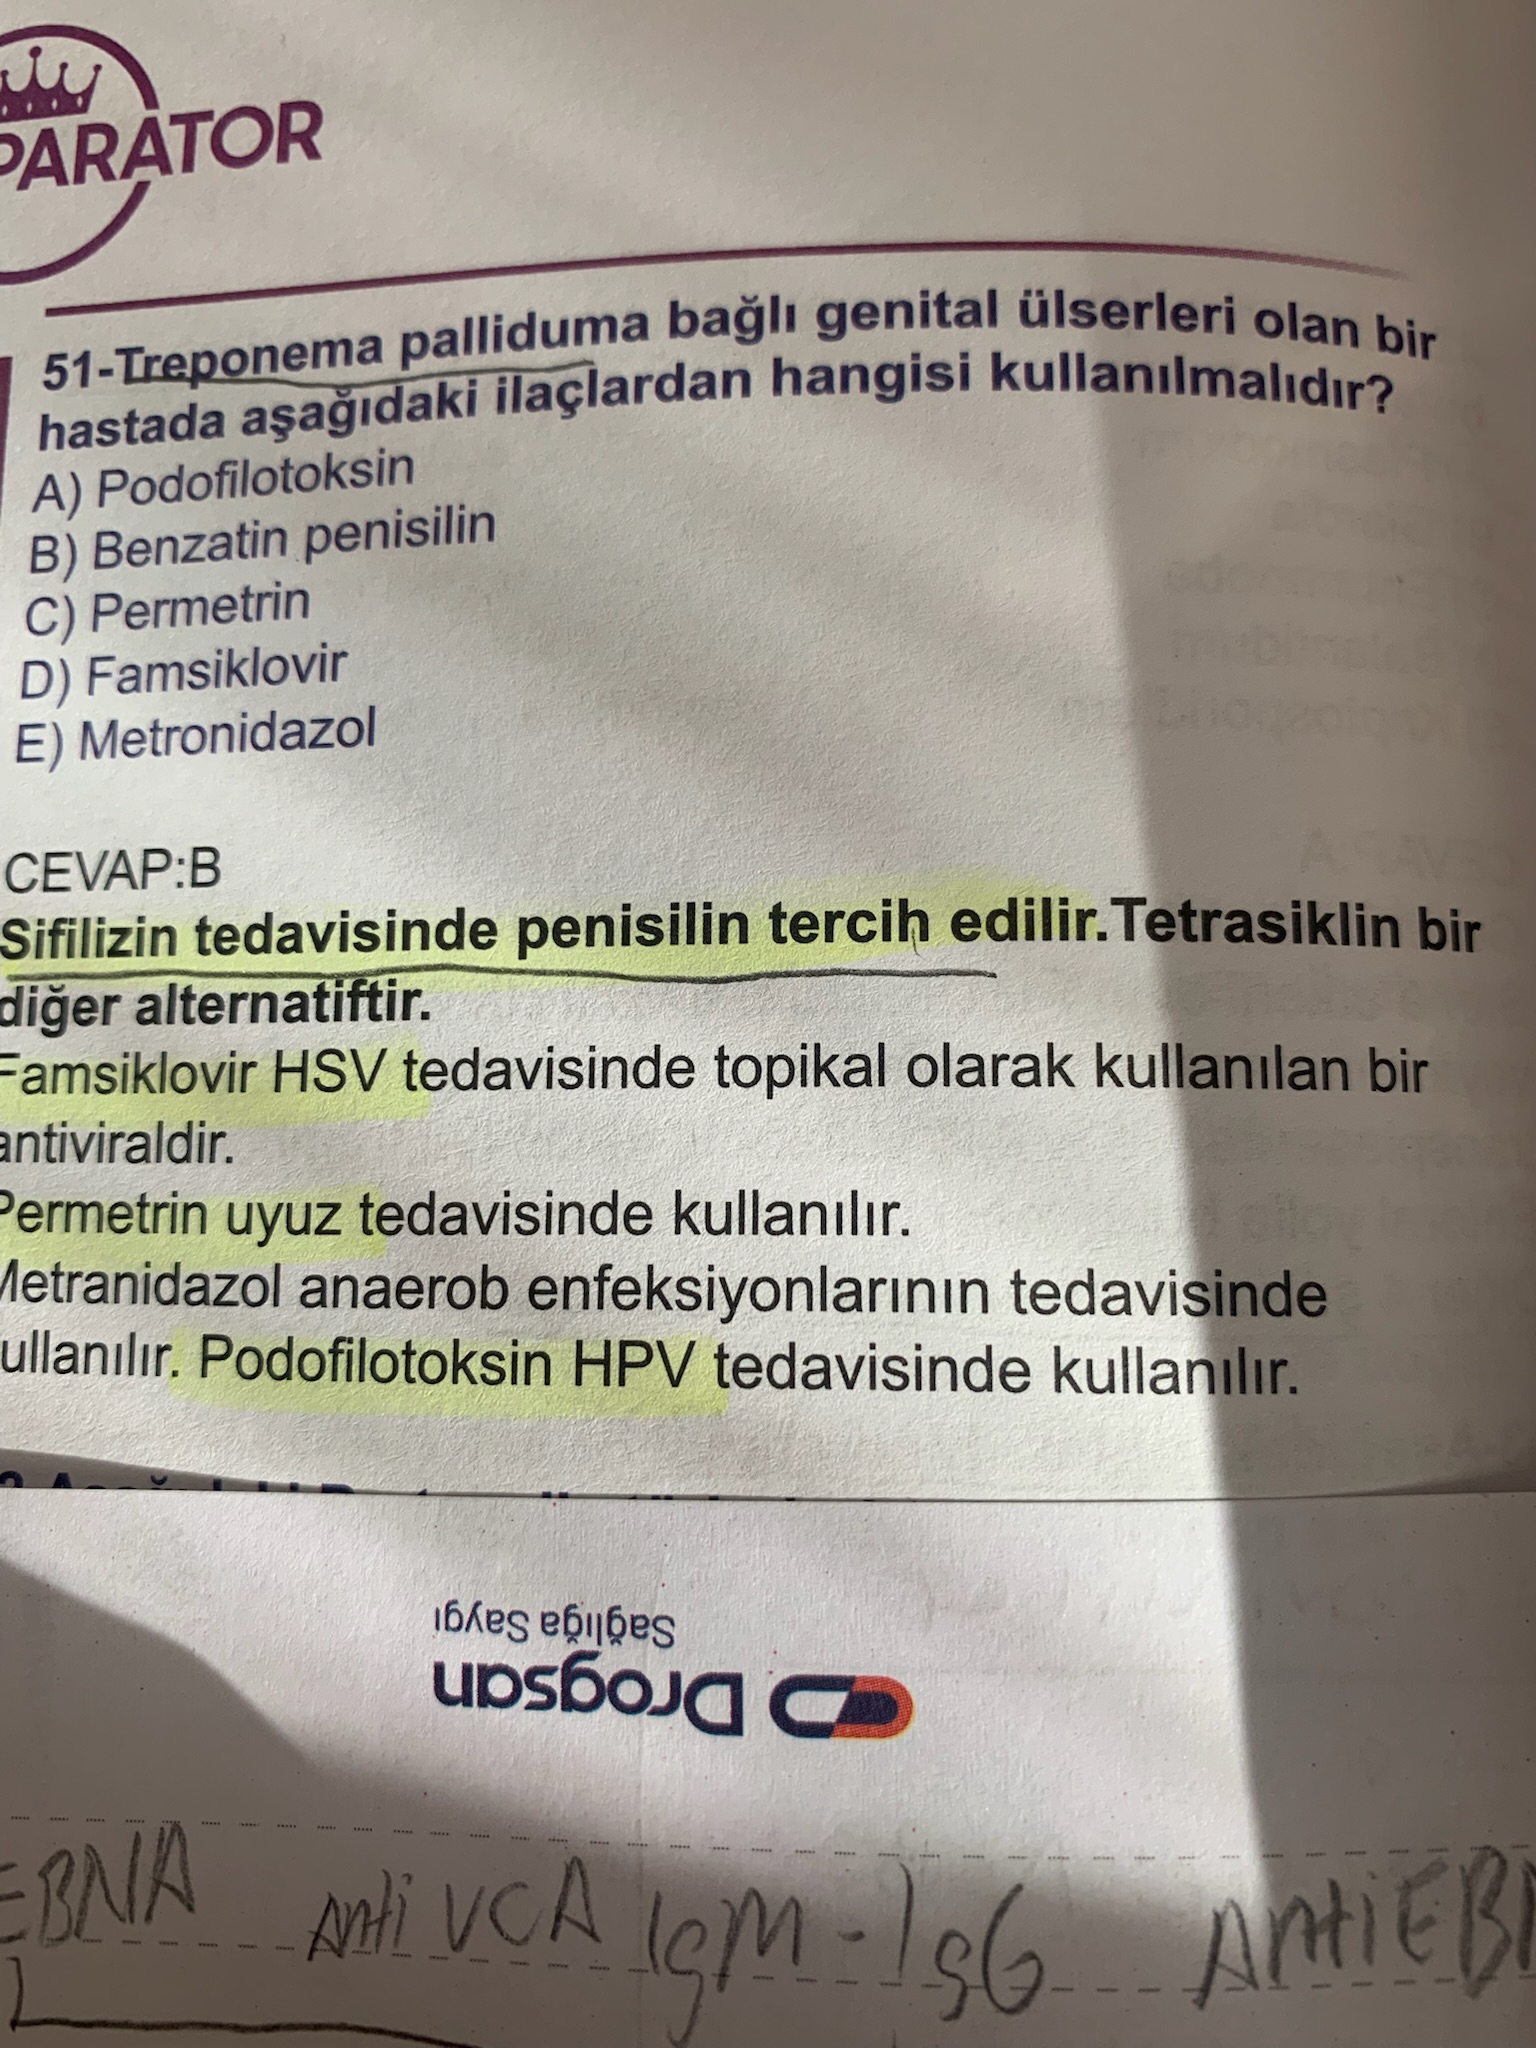 PARATOR
51-Treponema palliduma bağlı genital ülserleri olan bir
hastada aşağıdaki ilaçlardan hangisi kullanılmalıdır?
A) Podofilotoksin
B) Benzatin penisilin
C) Permetrin
D) Famsiklovir
E) Metronidazol
CEVAP:B
Sifilizin tedavisinde penisilin tercih edilir.Tetrasiklin bir
diğer alternatiftir.
Famsiklovir HSV tedavisinde topikal olarak kullanılan bir
antiviraldir.
Permetrin uyuz tedavisinde kullanılır.
Metranidazol anaerob enfeksiyonlarının tedavisinde
ullanılır. Podofilotoksin HPV tedavisinde kullanılır.
Drogsan
Sağlığa Saygı
EBNA Anti VCA IgM - IgG Anti EB